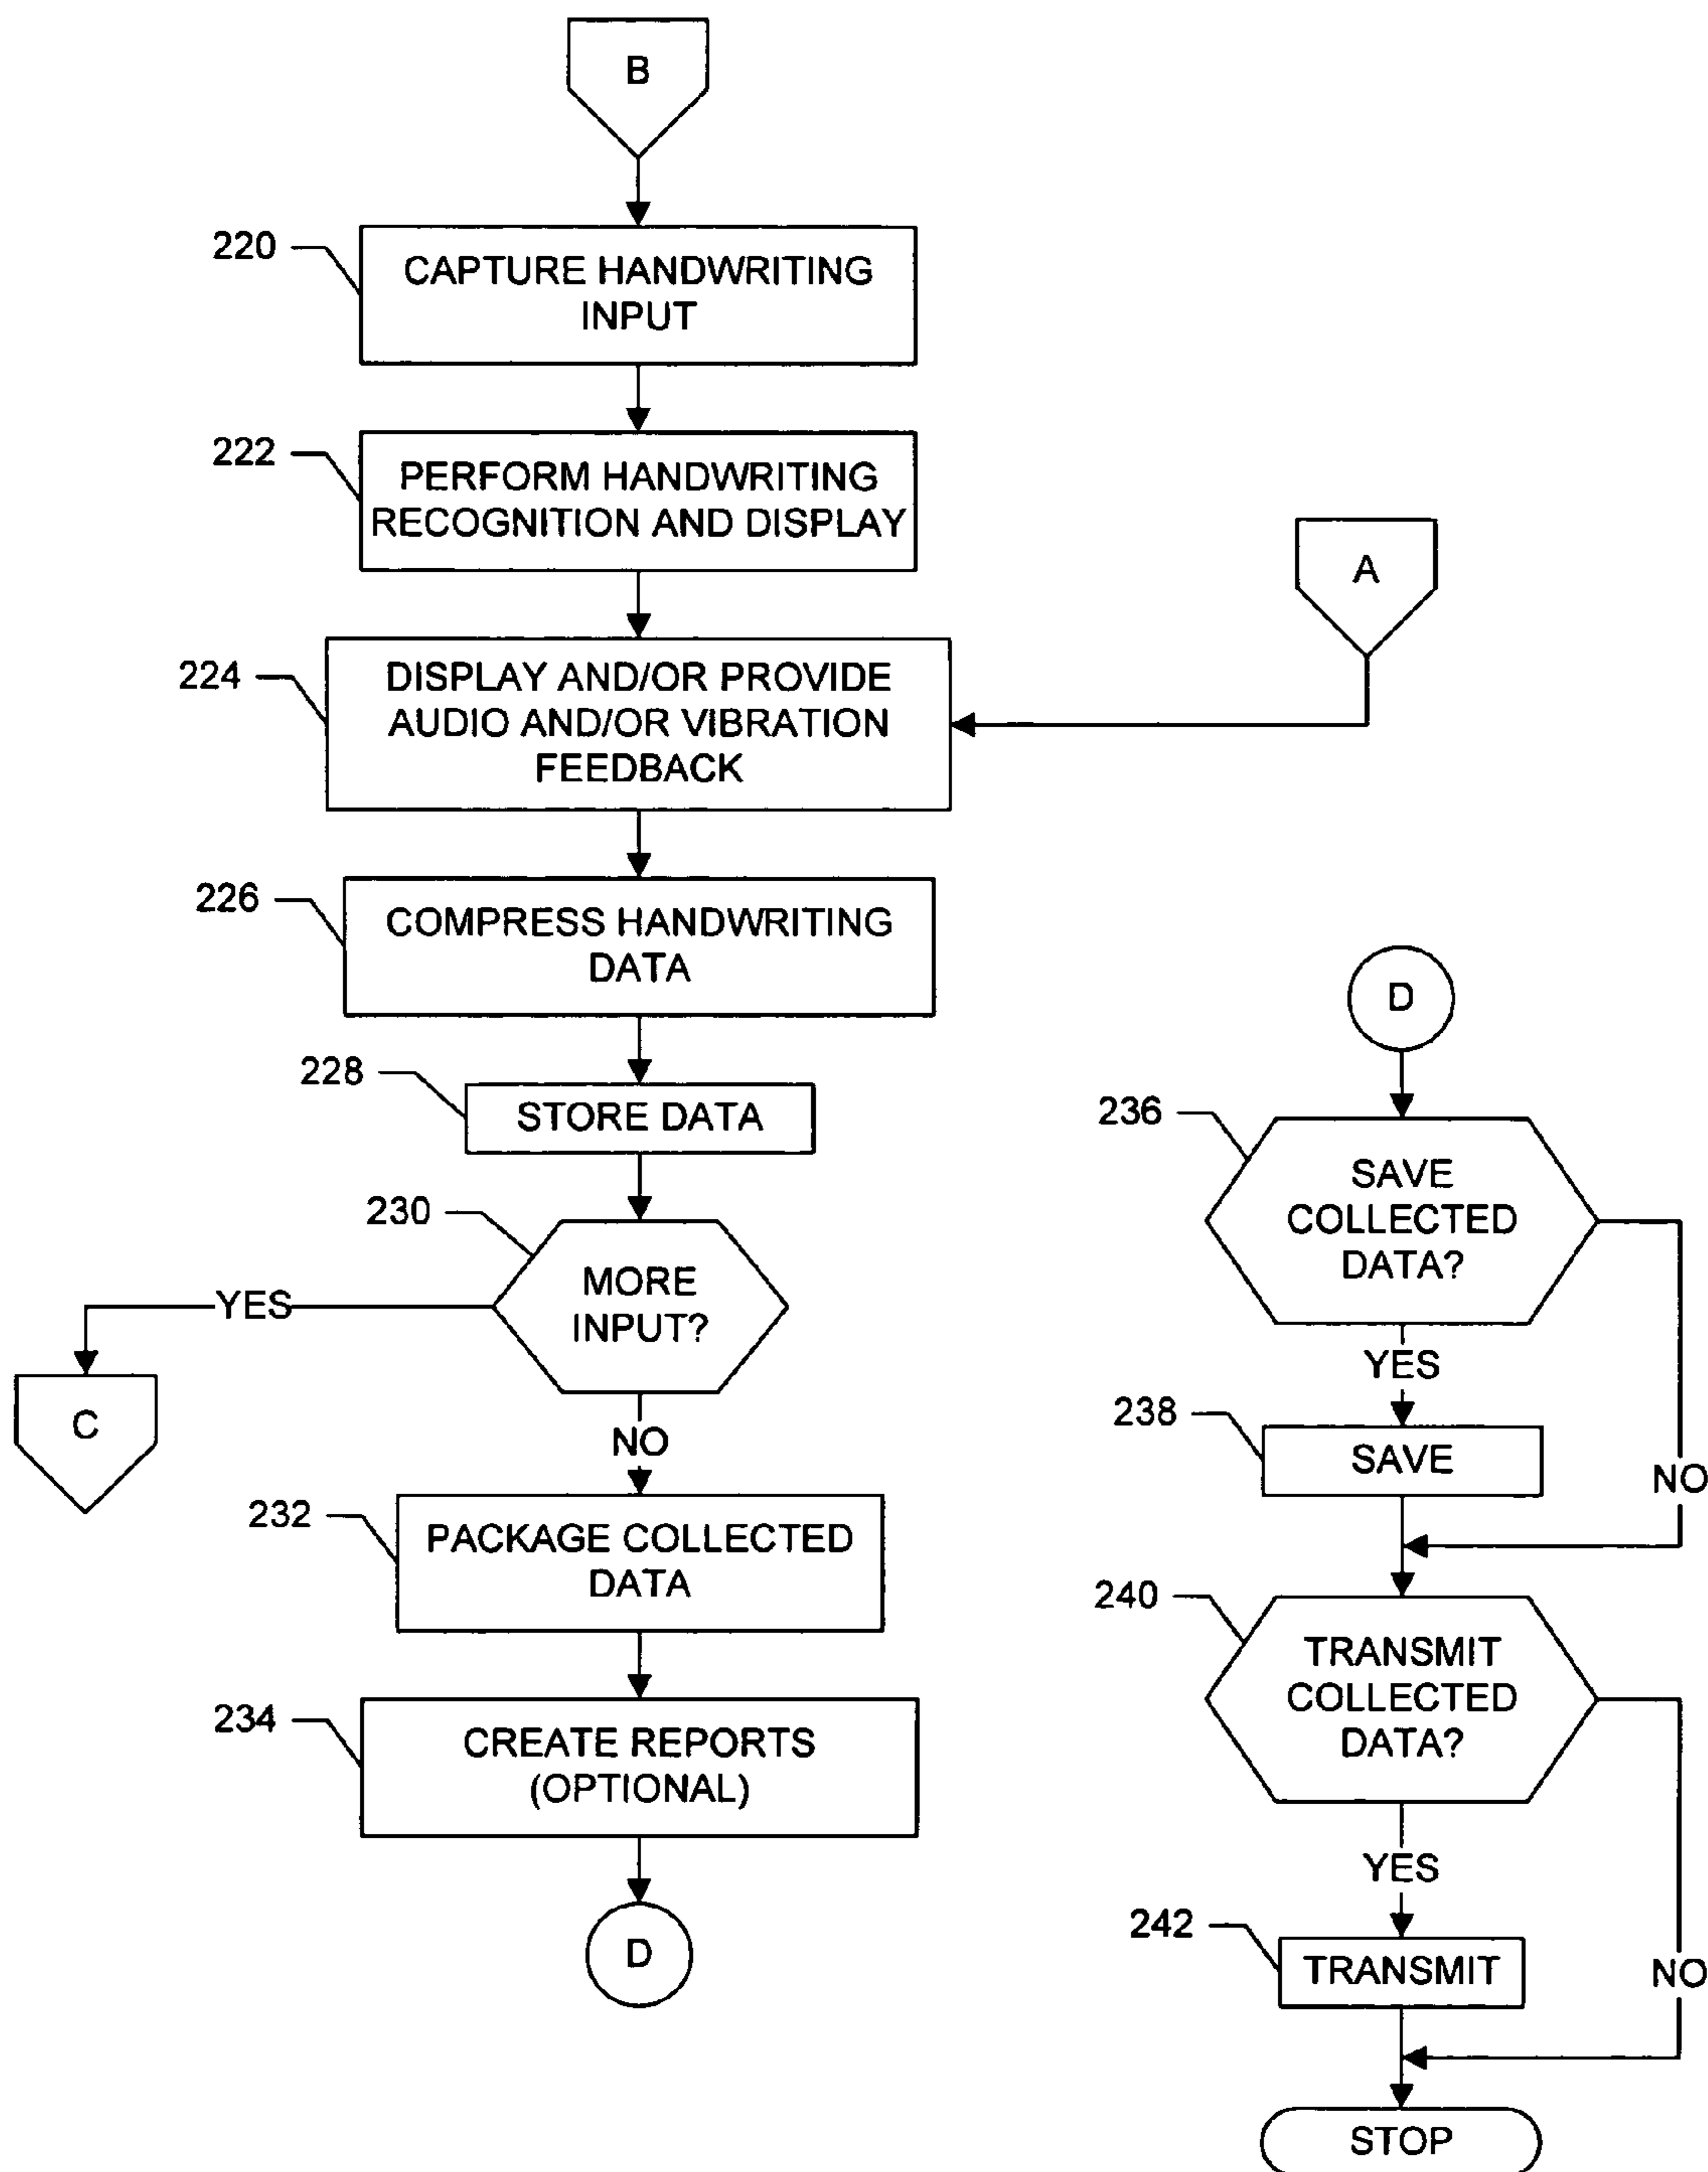 B
220
CAPTURE HANDWRITING
INPUT
222
PERFORM HANDWRITING
RECOGNITION AND DISPLAY
A
224
DISPLAY AND/OR PROVIDE
AUDIO AND/OR VIBRATION
FEEDBACK
226
COMPRESS HANDWRITING
DATA
228
STORE DATA
230
MORE
INPUT?
YES
C
NO
232
PACKAGE COLLECTED
DATA
234
CREATE REPORTS
(OPTIONAL)
D
D
236
SAVE
COLLECTED
DATA?
YES
NO
238
SAVE
240
TRANSMIT
COLLECTED
DATA?
YES
NO
242
TRANSMIT
STOP